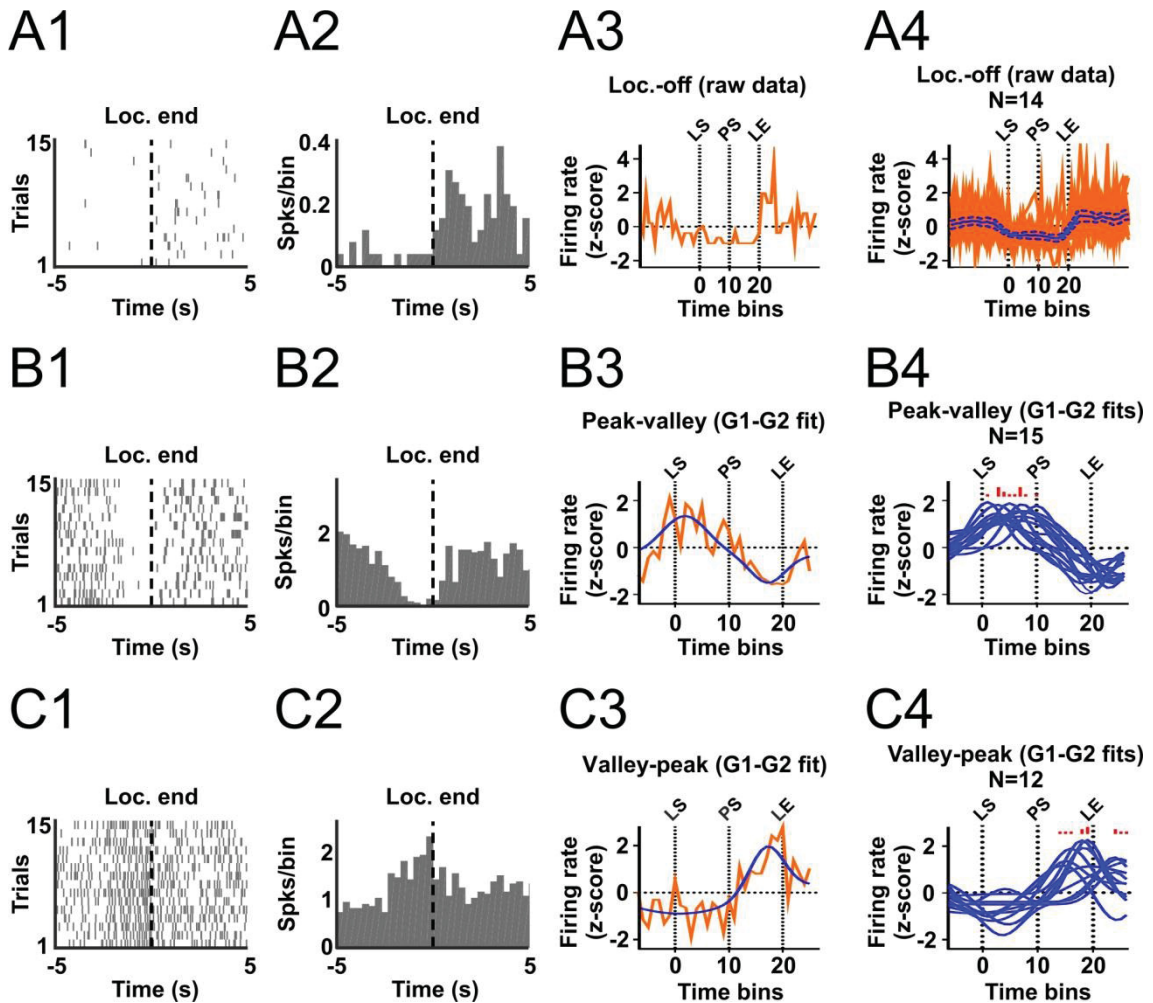 A1
Loc. end
15
Trials
1
-5
5
Time (s)
A2
Loc. end
Spks/bin
0.4
0.2
0
-5
5
Time (s)
A3
Loc.-off (raw data)
LS
PS
LE
Firing rate
(z-score)
4
2
0
-2
0
10
20
Time bins
A4
Loc.-off (raw data)
N=14
LS
PS
LE
Firing rate
(z-score)
4
2
0
-2
0
10
20
Time bins
B1
Loc. end
15
Trials
1
-5
5
Time (s)
B2
Loc. end
Spks/bin
2
1
0
-5
5
Time (s)
B3
Peak-valley (G1-G2 fit)
LS
PS
LE
Firing rate
(z-score)
2
0
-2
0
10
20
Time bins
B4
Peak-valley (G1-G2 fits)
N=15
LS
PS
LE
Firing rate
(z-score)
2
0
-2
0
10
20
Time bins
C1
Loc. end
15
Trials
1
-5
5
Time (s)
C2
Loc. end
Spks/bin
2
1
0
-5
5
Time (s)
C3
Valley-peak (G1-G2 fit)
LS
PS
LE
Firing rate
(z-score)
2
0
-2
0
10
20
Time bins
C4
Valley-peak (G1-G2 fits)
N=12
LS
PS
LE
Firing rate
(z-score)
2
0
-2
0
10
20
Time bins